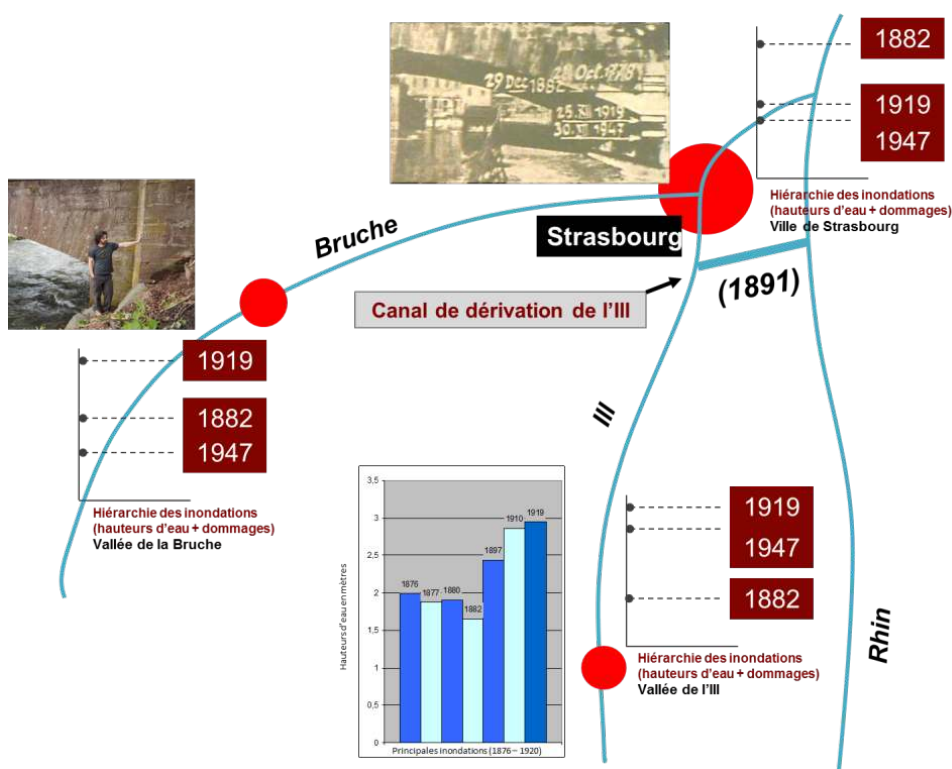 29 Dec 1882
28 Oct. 1778
25.XII 1919
30.XII 1947
1882
1919
1947
Hiérarchie des inondations
(hauteurs d'eau + dommages)
Ville de Strasbourg
Bruche
Strasbourg
(1891)
Canal de dérivation de l'Ill
1919
1882
1947
Hiérarchie des inondations
(hauteurs d'eau + dommages)
Vallée de la Bruche
Ill
Rhin
3,5
3
2,5
2
1,5
1
0,5
0
Hauteurs d'eau en mètres
1876
1877
1880
1882
1897
1910
1919
Principales inondations (1876 – 1920)
1919
1947
1882
Hiérarchie des inondations
(hauteurs d'eau + dommages)
Vallée de l'Ill